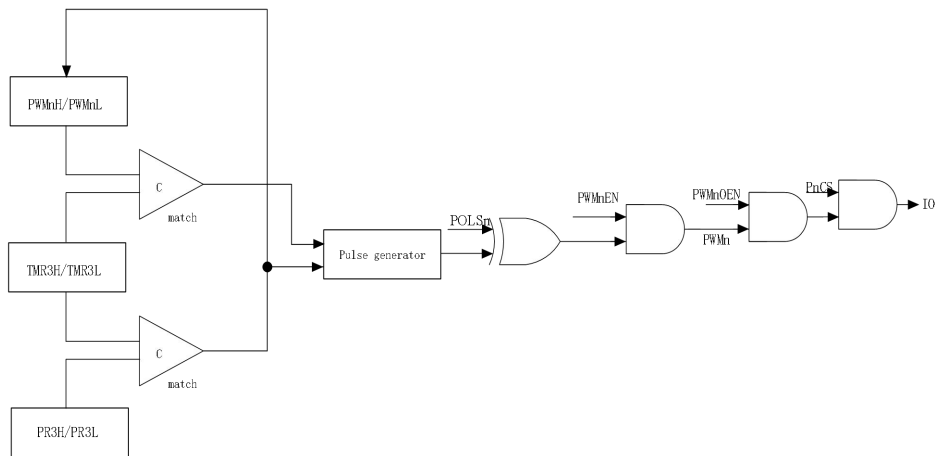 PWMnH/PWMnL
C
match
TMR3H/TMR3L
C
match
PR3H/PR3L
Pulse generator
POLSn
PWMnEN
PWMnOEN
PWMn
PnCS
IO